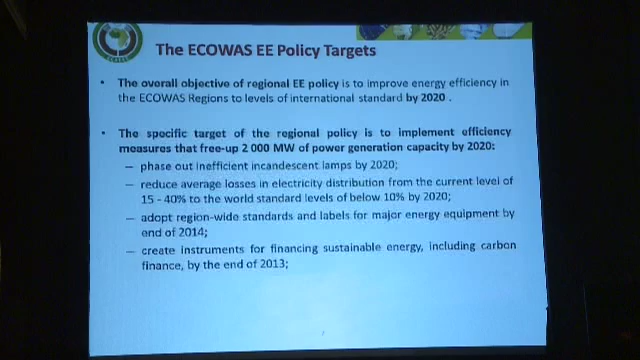 The ECOWAS EE Policy Targets
• The overall objective of regional EE policy is to improve energy efficiency in
the ECOWAS Regions to levels of international standard by 2020 .
• The specific target of the regional policy is to implement efficiency
measures that free-up 2 000 MW of power generation capacity by 2020:
– phase out inefficient incandescent lamps by 2020;
– reduce average losses in electricity distribution from the current level of
15 - 40% to the world standard levels of below 10% by 2020;
– adopt region-wide standards and labels for major energy equipment by
end of 2014;
– create instruments for financing sustainable energy, including carbon
finance, by the end of 2013;